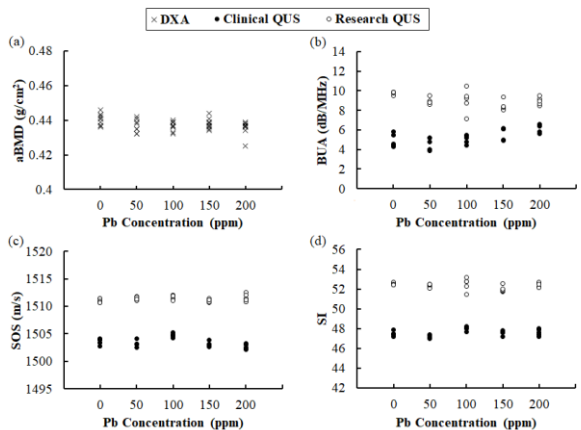 × DXA ● Clinical QUS ○ Research QUS
(a)
aBMD (g/cm²)
0.48
0.46
0.44
0.42
0.4
0 50 100 150 200
Pb Concentration (ppm)
(b)
BUA (dB/MHz)
14
12
10
8
6
4
2
0
0 50 100 150 200
Pb Concentration (ppm)
(c)
SOS (m/s)
1520
1515
1510
1505
1500
1495
0 50 100 150 200
Pb Concentration (ppm)
(d)
SI
56
54
52
50
48
46
44
42
0 50 100 150 200
Pb Concentration (ppm)